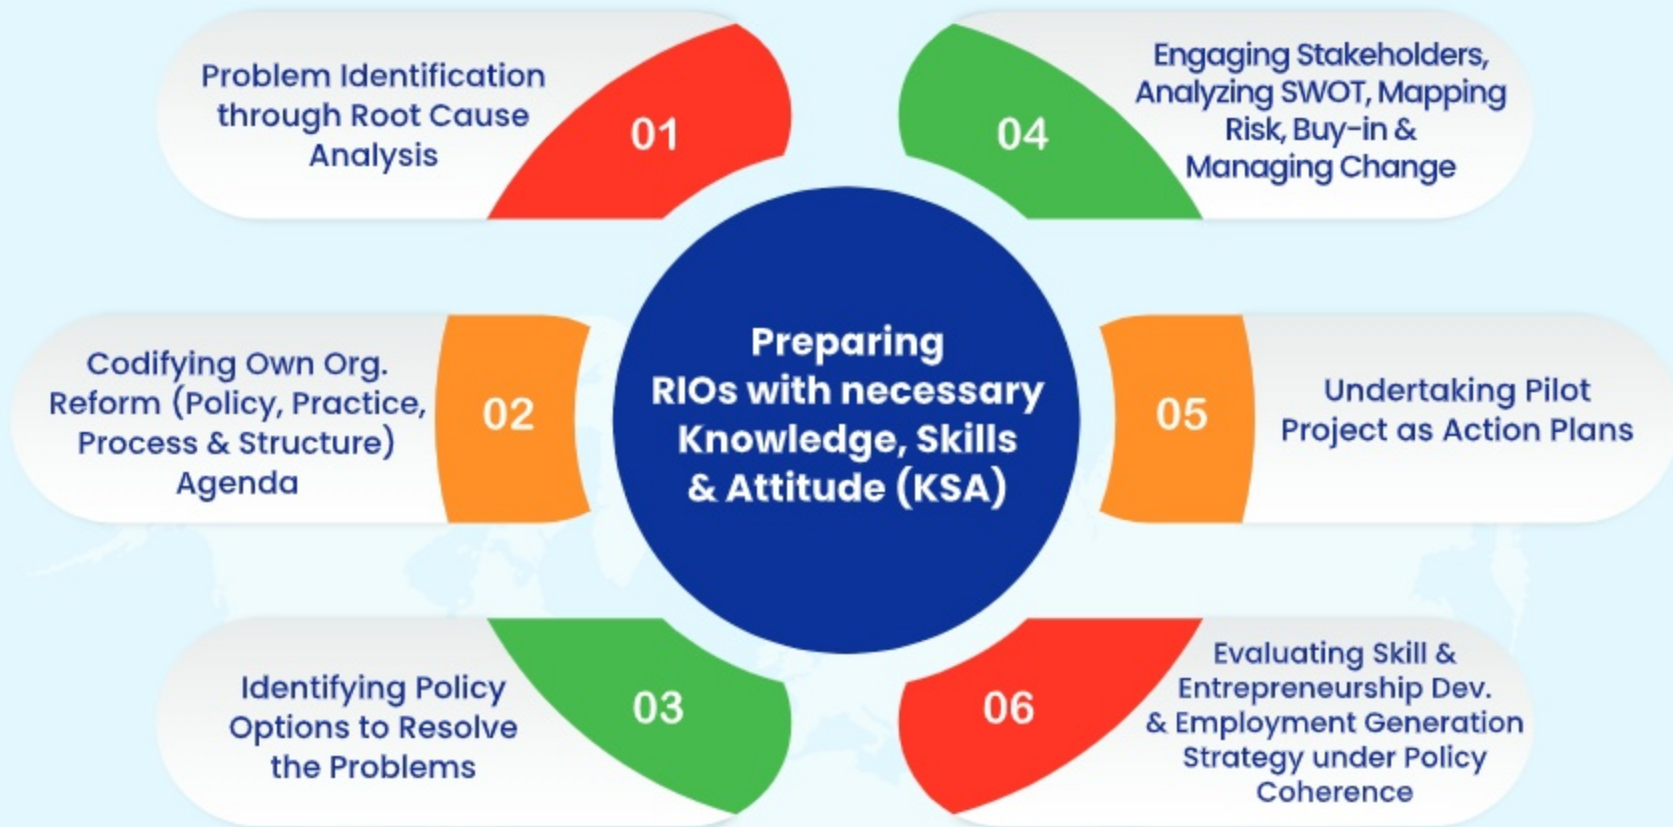 Problem Identification
through Root Cause
Analysis
01
Codifying Own Org.
Reform (Policy, Practice,
Process & Structure)
Agenda
02
Identifying Policy
Options to Resolve
the Problems
03
Preparing
RIOs with necessary
Knowledge, Skills
& Attitude (KSA)
04
Engaging Stakeholders,
Analyzing SWOT, Mapping
Risk, Buy-in &
Managing Change
05
Undertaking Pilot
Project as Action Plans
06
Evaluating Skill &
Entrepreneurship Dev.
& Employment Generation
Strategy under Policy
Coherence